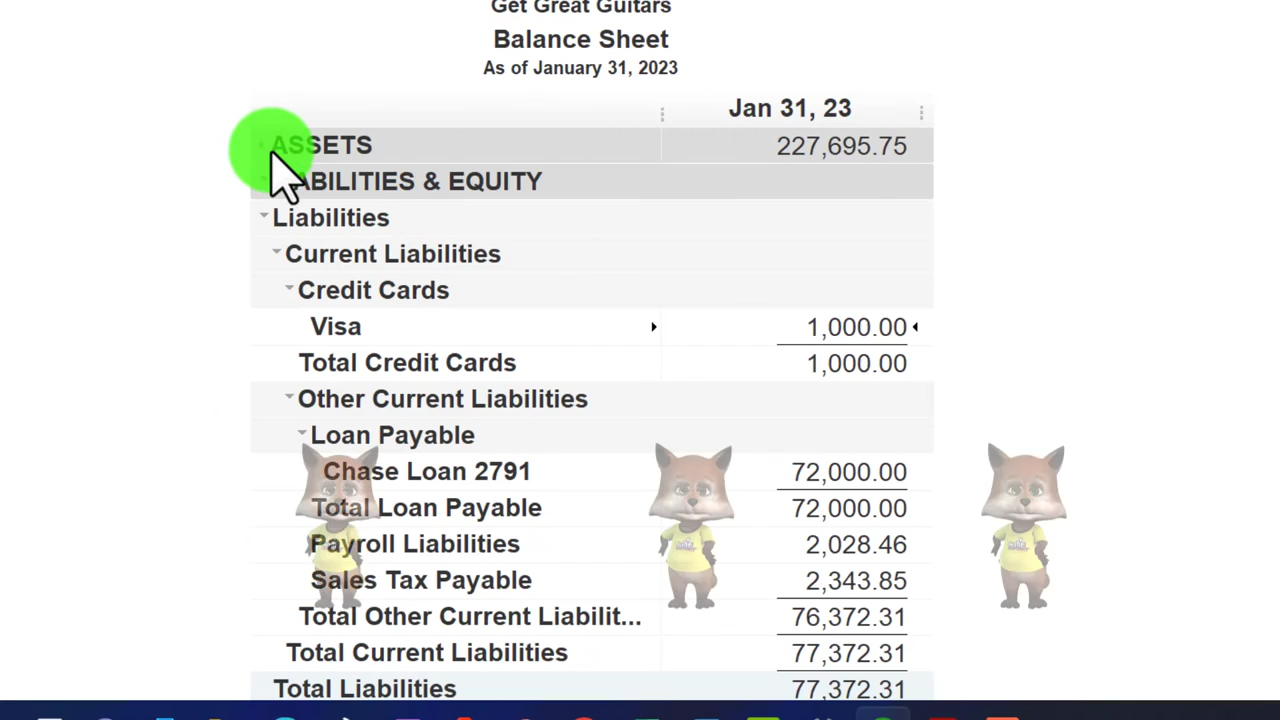 Get Great Guitars
Balance Sheet
As of January 31, 2023
Jan 31, 23
ASSETS 227,695.75
ABILITIES & EQUITY
Liabilities
Current Liabilities
Credit Cards
Visa 1,000.00
Total Credit Cards 1,000.00
Other Current Liabilities
Loan Payable
Chase Loan 2791 72,000.00
Total Loan Payable 72,000.00
Payroll Liabilities 2,028.46
Sales Tax Payable 2,343.85
Total Other Current Liabilit... 76,372.31
Total Current Liabilities 77,372.31
Total Liabilities 77,372.31